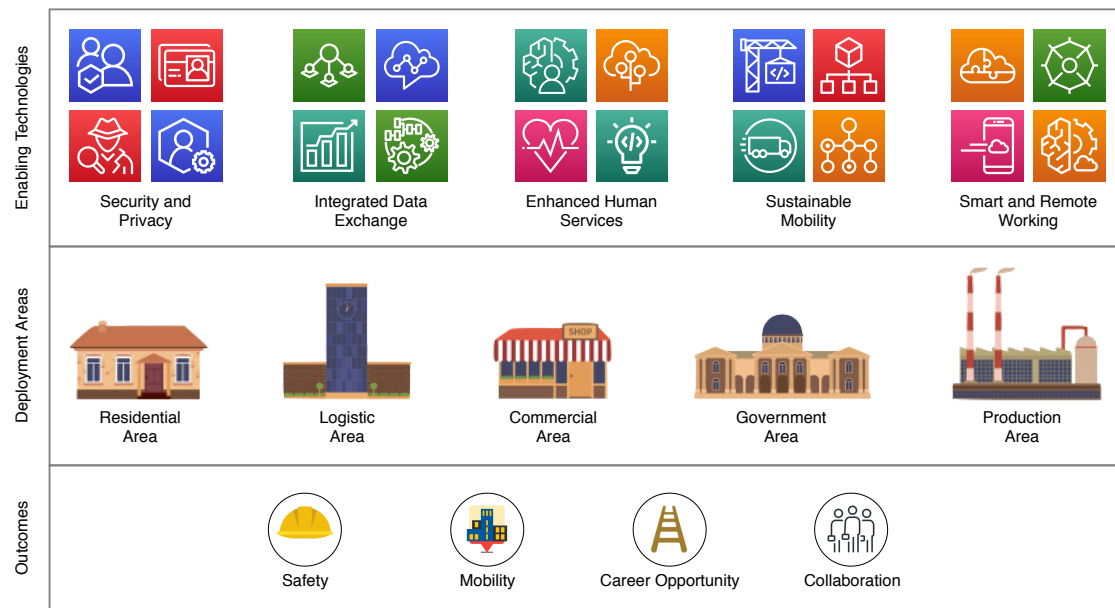 Enabling Technologies
Security and
Privacy
Integrated Data
Exchange
Enhanced Human
Services
Sustainable
Mobility
Smart and Remote
Working
Deployment Areas
SHOP
Residential
Area
Logistic
Area
Commercial
Area
Government
Area
Production
Area
Outcomes
Safety
Mobility
Career Opportunity
Collaboration